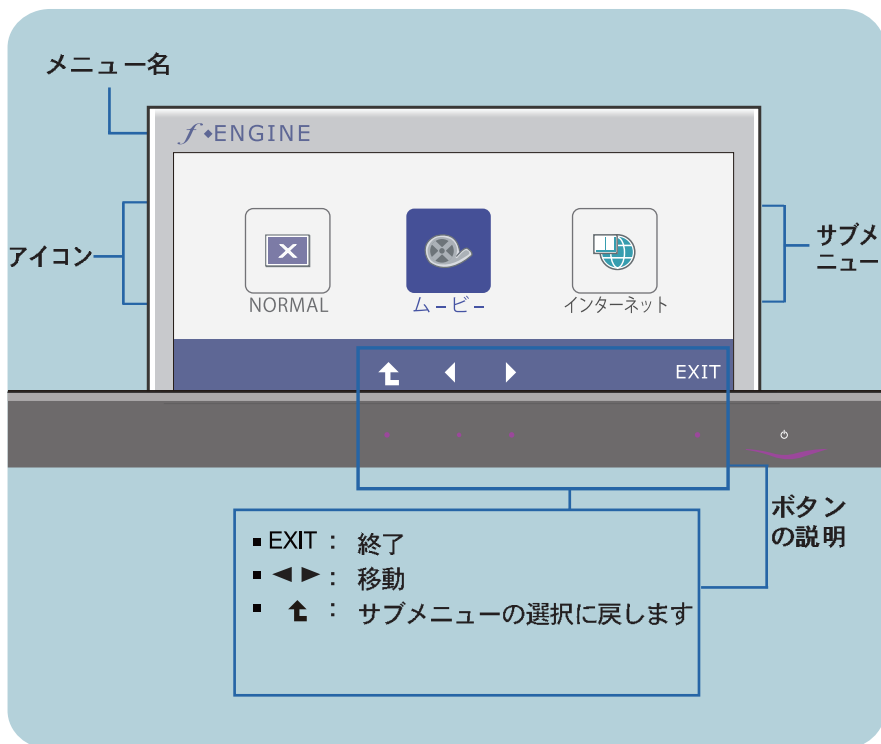 メニュー名
f◆ENGINE
アイコン
サブメ
ニュー
NORMAL
ムービー
インターネット
EXIT
ボタン
の説明
▪ EXIT : 終了
▪ ◀ ▶ : 移動
▪ : サブメニューの選択に戻します